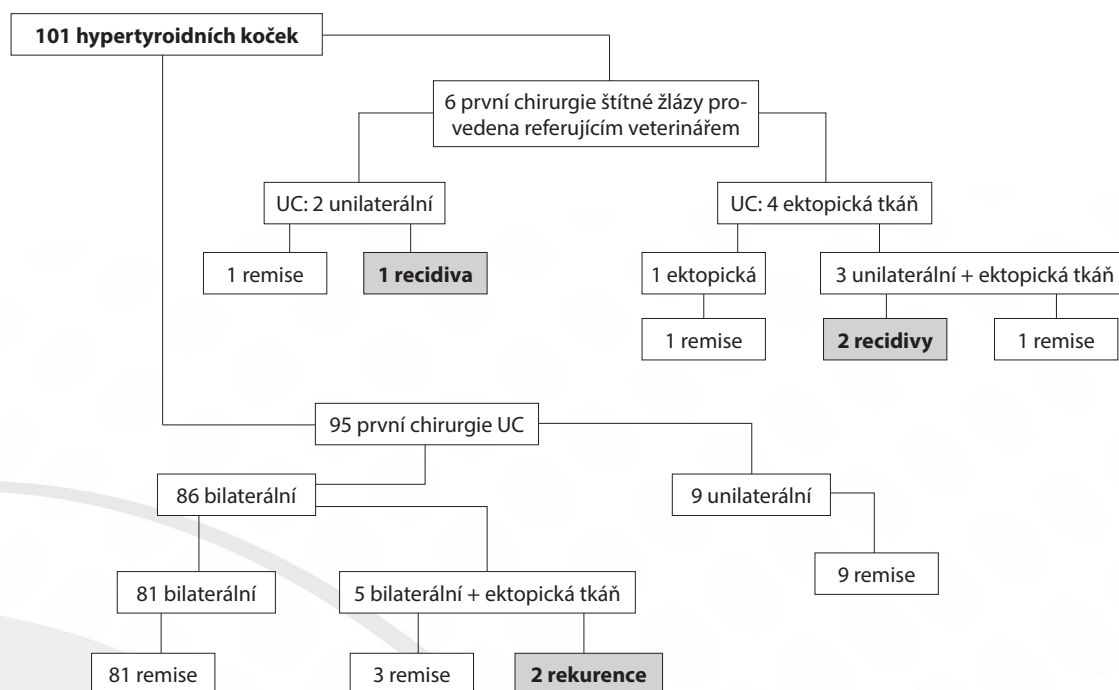 101 hypertyroidních koček
6 první chirurgie štítné žlázy pro-
vedena referujícím veterinářem
UC: 2 unilaterální
UC: 4 ektopická tkáň
1 remise
1 recidiva
1 ektopická
3 unilaterální + ektopická tkáň
1 remise
2 recidivy
1 remise
95 první chirurgie UC
86 bilaterální
9 unilaterální
81 bilaterální
5 bilaterální + ektopická tkáň
9 remise
81 remise
3 remise
2 rekurence